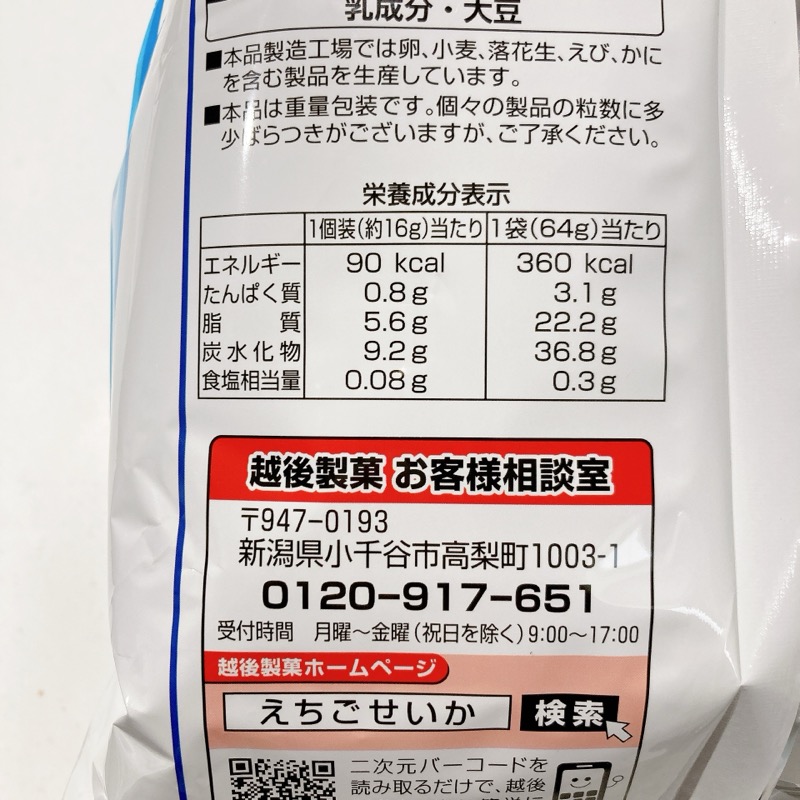 乳成分・大豆
■本品製造工場では卵、小麦、落花生、えび、かに
を含む製品を生産しています。
■本品は重量包装です。個々の製品の粒数に多
少ばらつきがございますが、ご了承ください。
栄養成分表示
1個装(約16g)当たり 1袋(64g)当たり
エネルギー 90 kcal 360 kcal
たんぱく質 0.8g 3.1g
脂質 5.6g 22.2g
炭水化物 9.2g 36.8g
食塩相当量 0.08g 0.3g
越後製菓 お客様相談室
〒947-0193
新潟県小千谷市高梨町1003-1
0120-917-651
受付時間 月曜～金曜(祝日を除く)9:00～17:00
越後製菓ホームページ
えちごせいか 検索
二次元バーコードを
読み取るだけで、越後